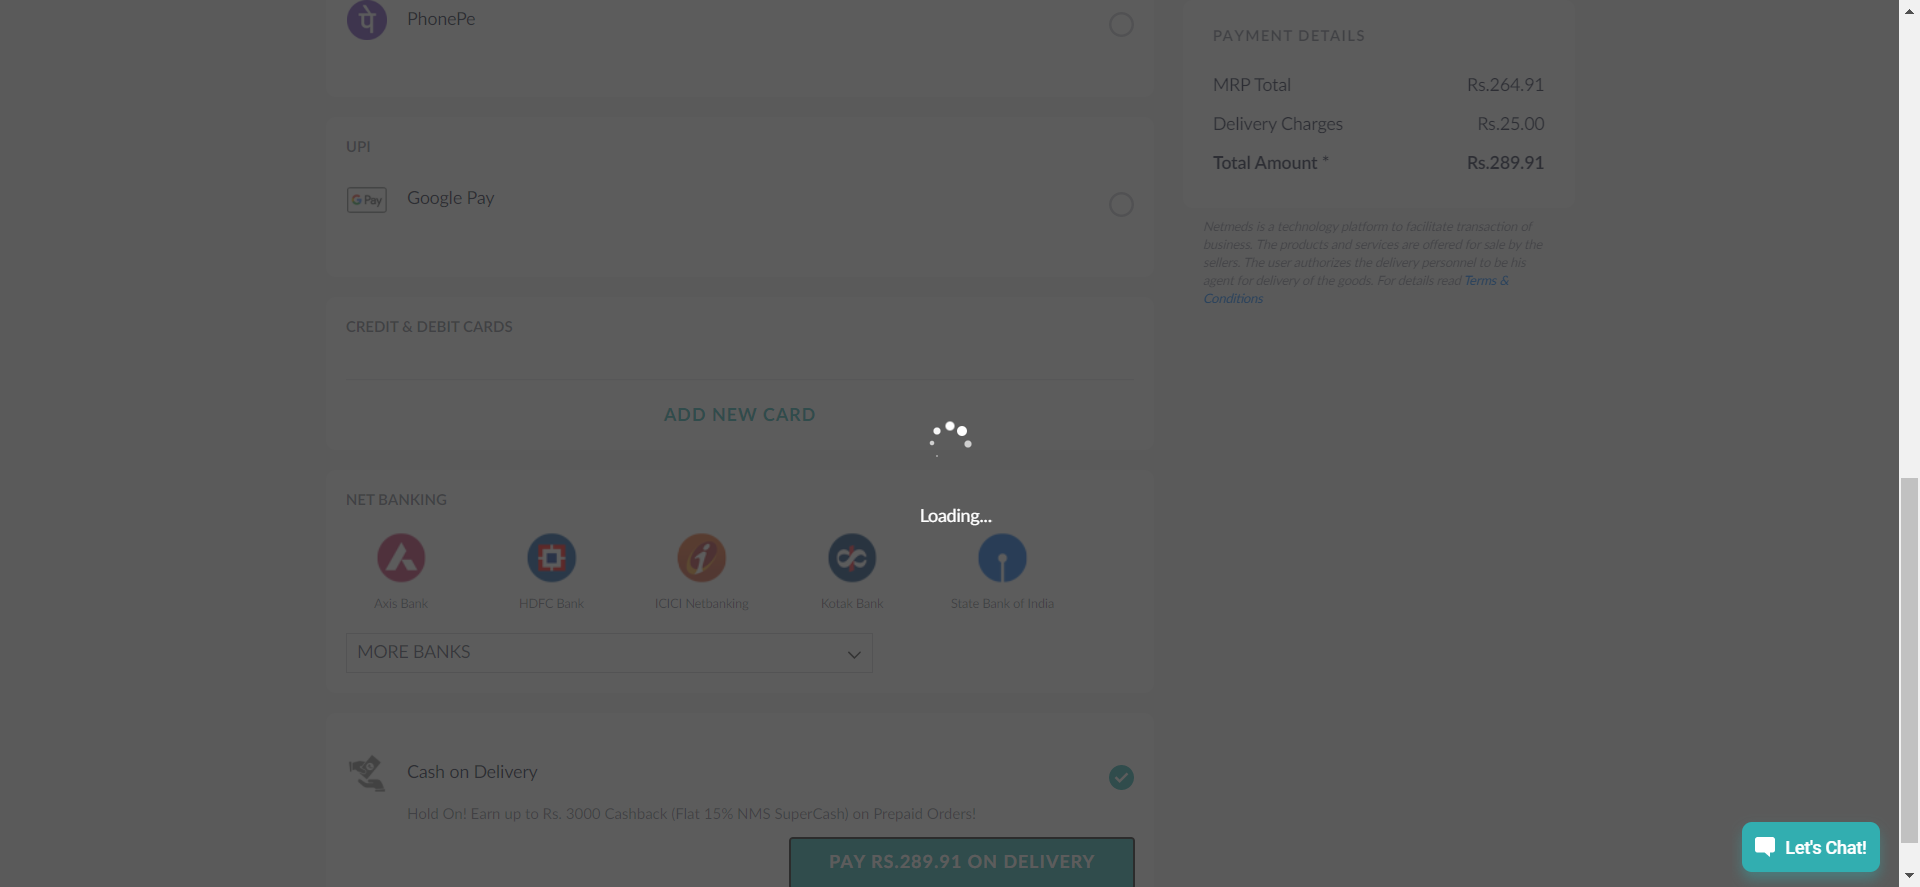 पे PhonePe
UPI
G Pay Google Pay
CREDIT & DEBIT CARDS
ADD NEW CARD
NET BANKING
Axis Bank
HDFC Bank
ICICI Netbanking
Kotak Bank
State Bank of India
MORE BANKS
Cash on Delivery
Hold On! Earn up to Rs. 3000 Cashback (Flat 15% NMS SuperCash) on Prepaid Orders!
PAY RS.289.91 ON DELIVERY
PAYMENT DETAILS
MRP Total Rs.264.91
Delivery Charges Rs.25.00
Total Amount * Rs.289.91
Netmeds is a technology platform to facilitate transaction of
business. The products and services are offered for sale by the
sellers. The user authorizes the delivery personnel to be his
agent for delivery of the goods. For details read Terms &
Conditions
Loading...
Let's Chat!